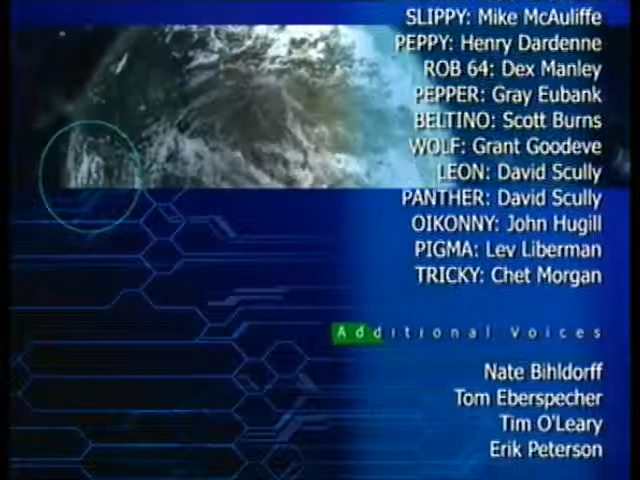 SLIPPY: Mike McAuliffe
PEPPY: Henry Dardenne
ROB 64: Dex Manley
PEPPER: Gray Eubank
BELTINO: Scott Burns
WOLF: Grant Goodeve
LEON: David Scully
PANTHER: David Scully
OIKONNY: John Hugill
PIGMA: Lev Liberman
TRICKY: Chet Morgan
Additional Voices
Nate Bihldorff
Tom Eberspecher
Tim O'Leary
Erik Peterson